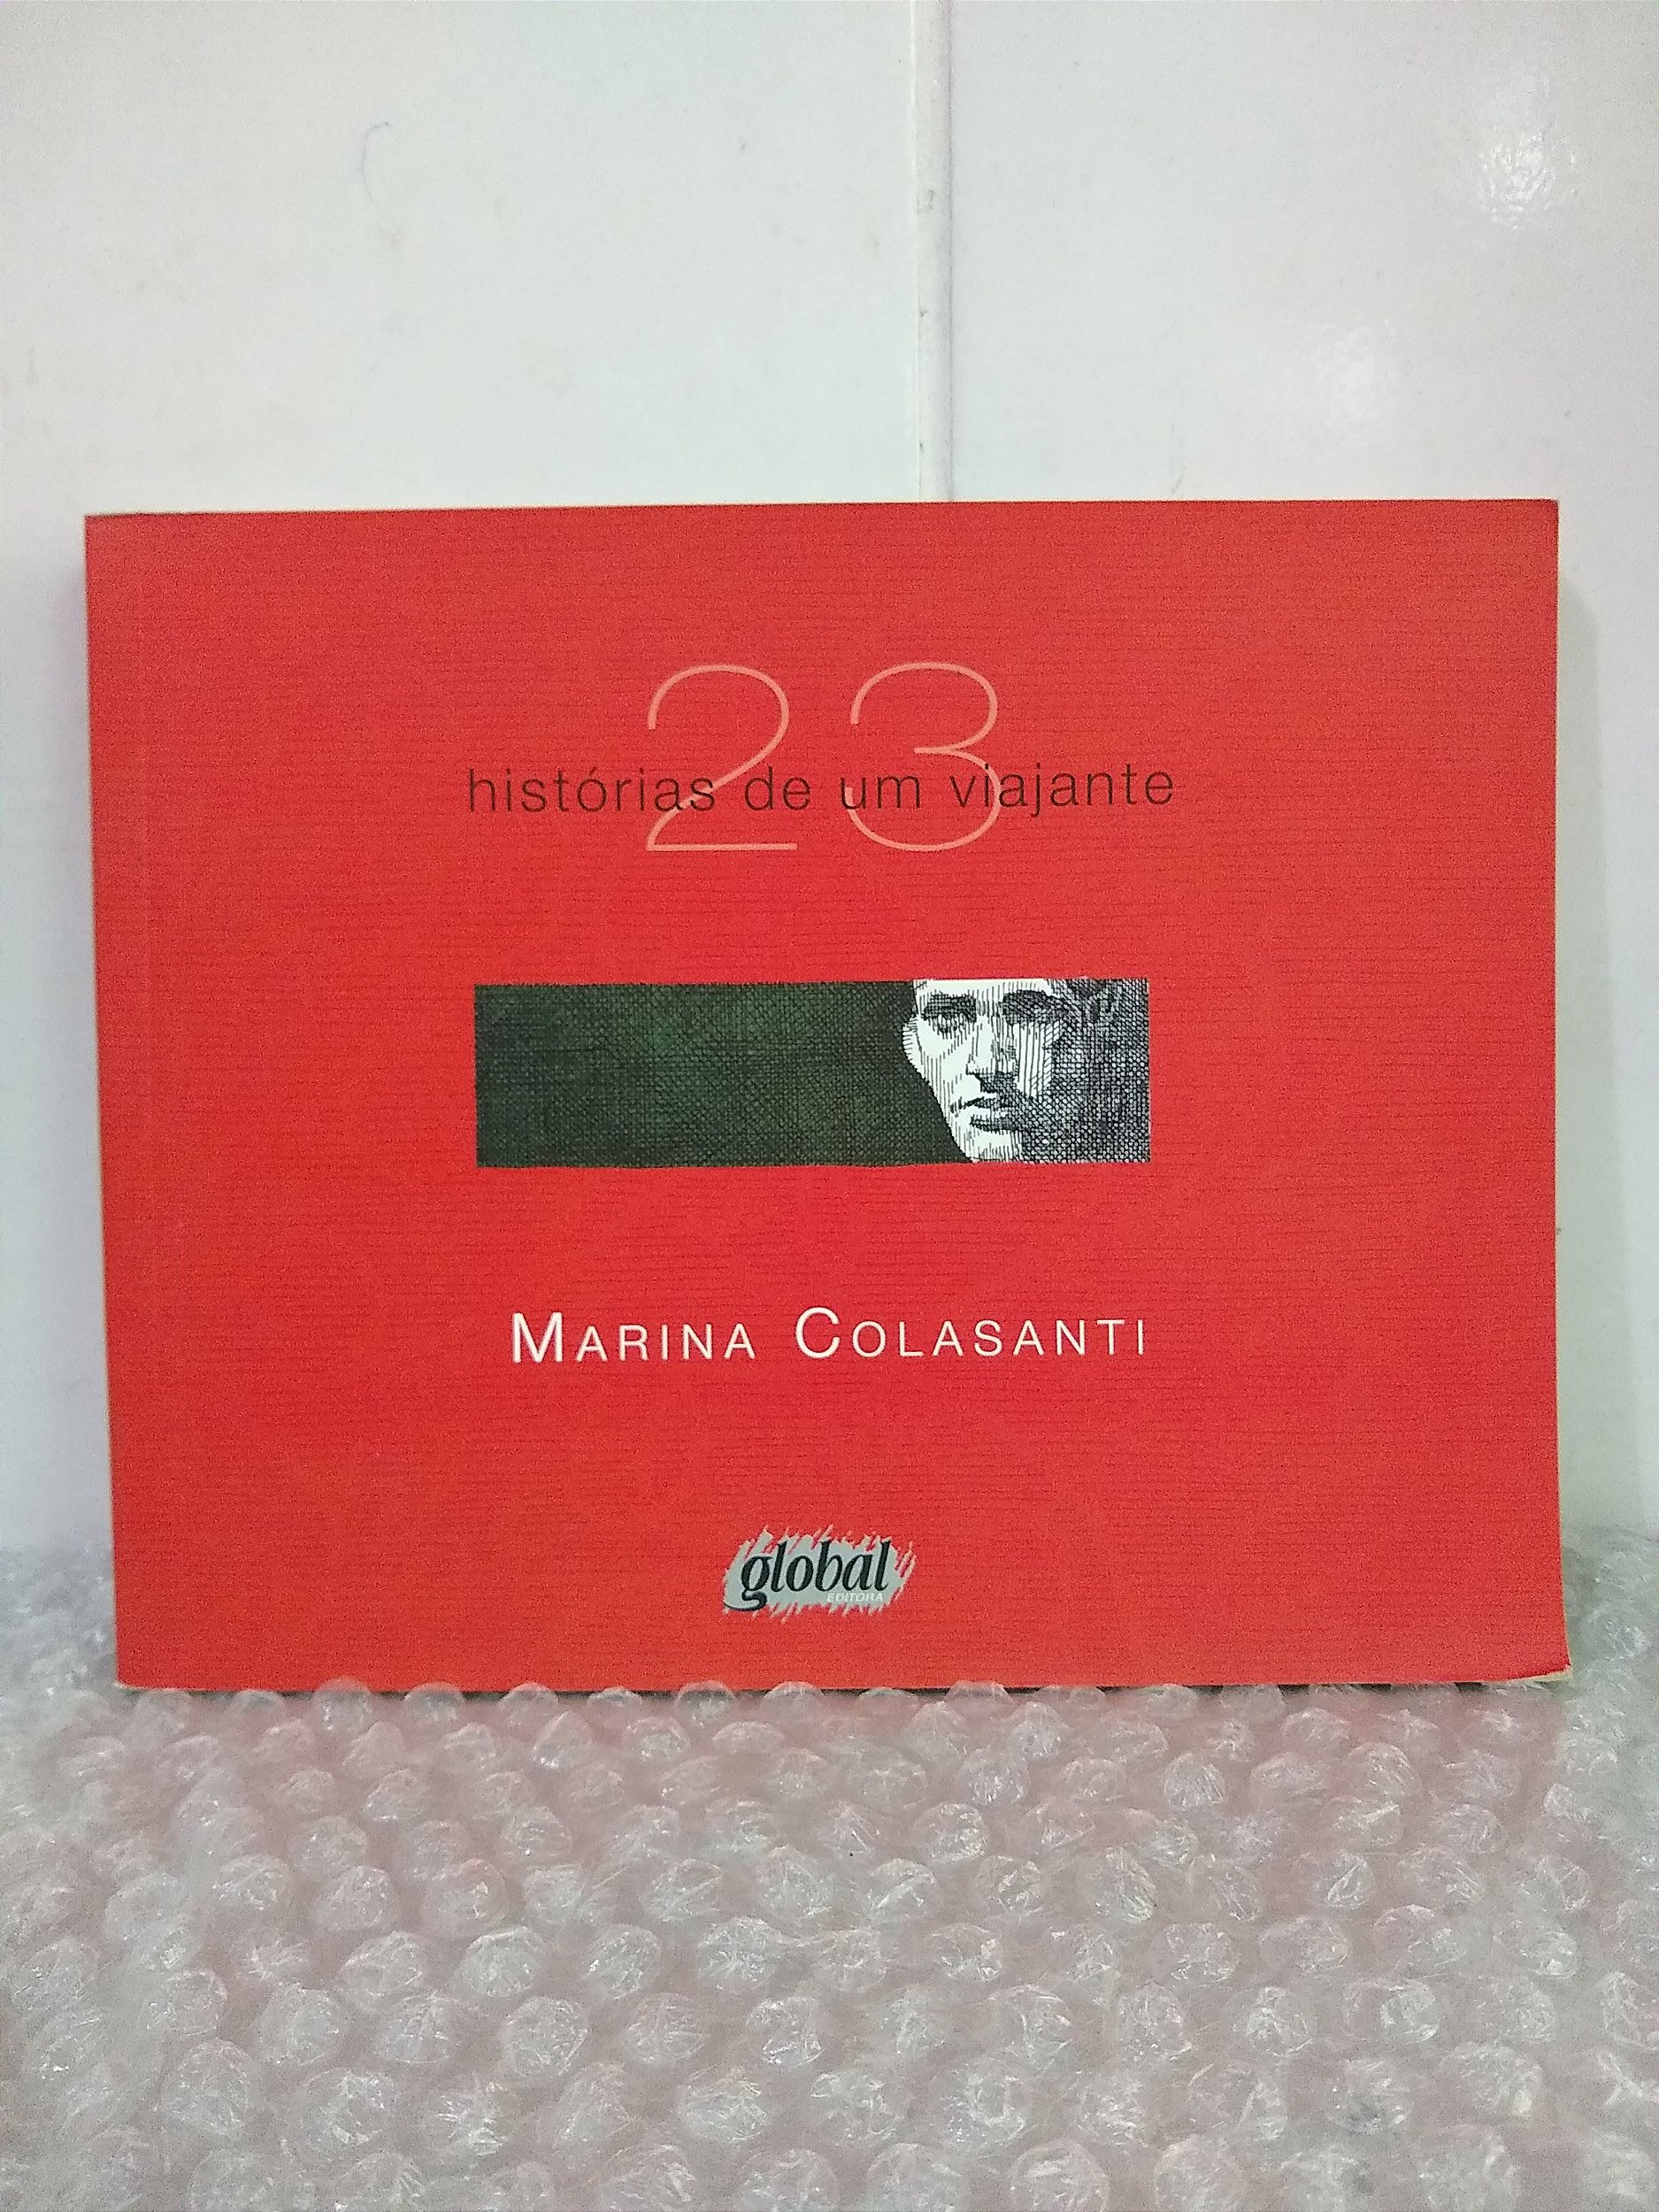 23
histórias de um viajante
MARINA COLASANTI
global
EDITORA